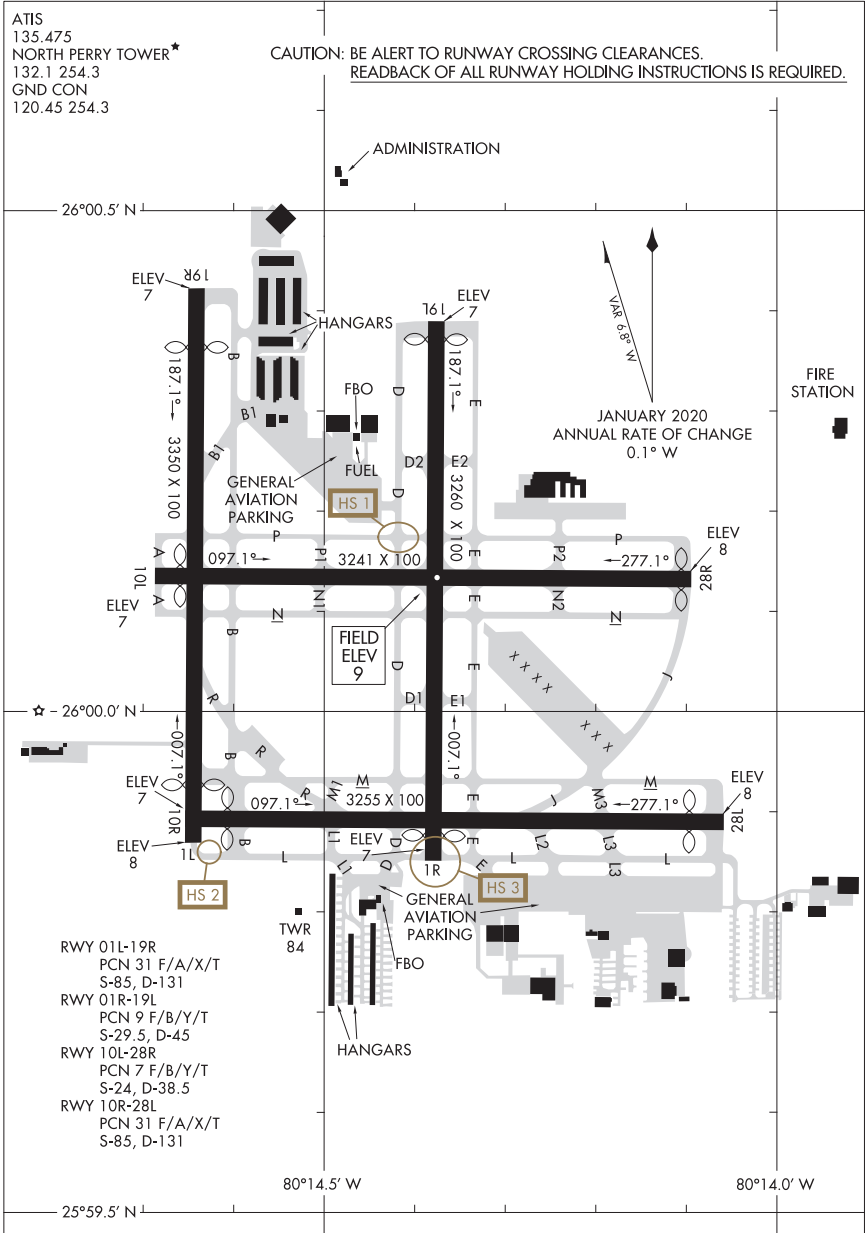 ATIS
135.475
NORTH PERRY TOWER★
132.1 254.3
GND CON
120.45 254.3
CAUTION: BE ALERT TO RUNWAY CROSSING CLEARANCES.
READBACK OF ALL RUNWAY HOLDING INSTRUCTIONS IS REQUIRED.
ADMINISTRATION
26°00.5' N
ELEV
7
19R
HANGARS
19L
ELEV
7
VAR 6.8° W
JANUARY 2020
ANNUAL RATE OF CHANGE
0.1° W
FIRE
STATION
187.1°
3350 X 100
B
B1
B1
FBO
FUEL
GENERAL
AVIATION
PARKING
HS 1
D
D2
D
187.1°
3260 X 100
E
E2
A
P
P1
E
P2
P
10L
097.1°
3241 X 100
277.1°
28R
ELEV
8
ELEV
7
A
N
N1
E
N2
N
FIELD
ELEV
9
B
R
D
D1
E
E1
X X X X
X X X
J
26°00.0' N
007.1°
B
R
007.1°
ELEV
7
10R
097.1°
R
M1
M
3255 X 100
E
J
M3
M
277.1°
28L
ELEV
8
ELEV
8
1L
B
L
L1
L1
D
D
ELEV
7
1R
E
E
L
L2
L3
L3
L
HS 2
HS 3
GENERAL
AVIATION
PARKING
TWR
84
FBO
HANGARS
RWY 01L-19R
PCN 31 F/A/X/T
S-85, D-131
RWY 01R-19L
PCN 9 F/B/Y/T
S-29.5, D-45
RWY 10L-28R
PCN 7 F/B/Y/T
S-24, D-38.5
RWY 10R-28L
PCN 31 F/A/X/T
S-85, D-131
80°14.5' W
80°14.0' W
25°59.5' N